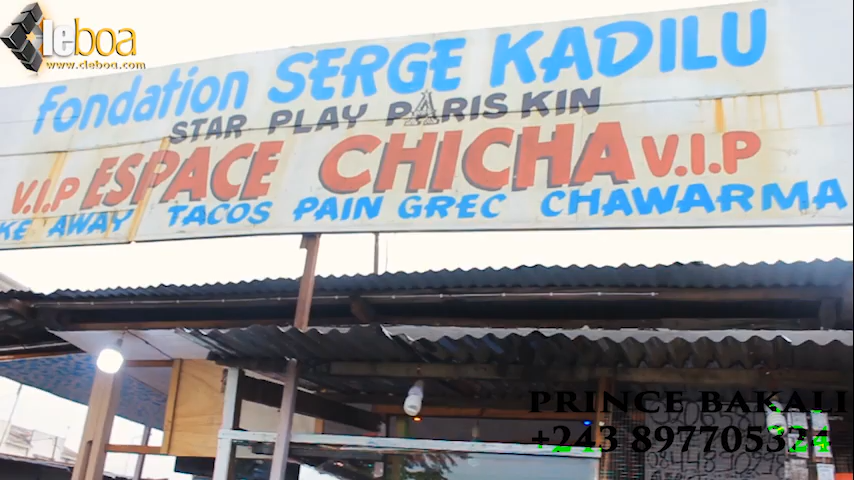 cleboa
www.cleboa.com
Fondation SERGE KADILU
STAR PLAY PARIS KIN
V.I.P ESPACE CHICHA V.I.P
KE AWAY TACOS PAIN GREC CHAWARMA
PRINCE BAKALI
+243 897705324